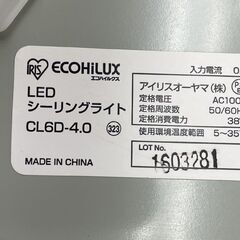 IRIS ECOHiLUX
エコハイルクス
LED
シーリングライト
CL6D-4.0 323
MADE IN CHINA
入力電流
アイリスオーヤマ(株)
定格電圧 AC100
定格周波数 50/60H
定格消費電力 38
使用環境温度範囲 5~35
LOT No.
1603281